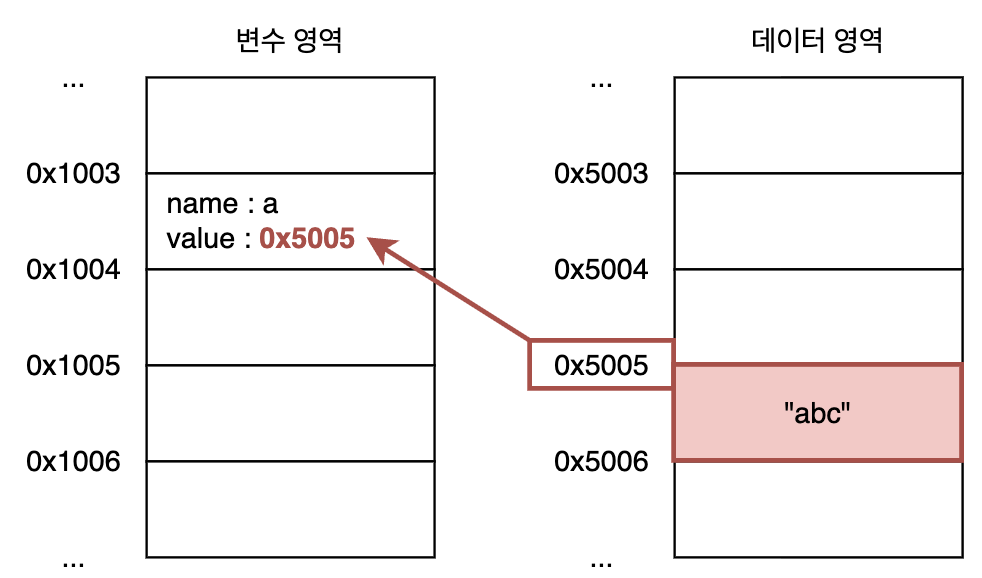 변수 영역
데이터 영역
...
0x1003
name : a
value : 0x5005
0x1004
0x1005
0x1006
...
...
0x5003
0x5004
0x5005
"abc"
0x5006
...